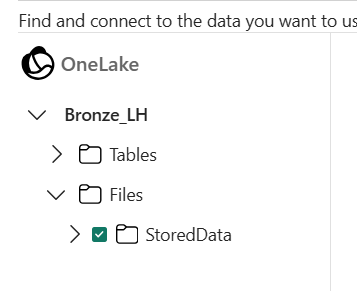 Find and connect to the data you want to us
OneLake
Bronze_LH
Tables
Files
StoredData